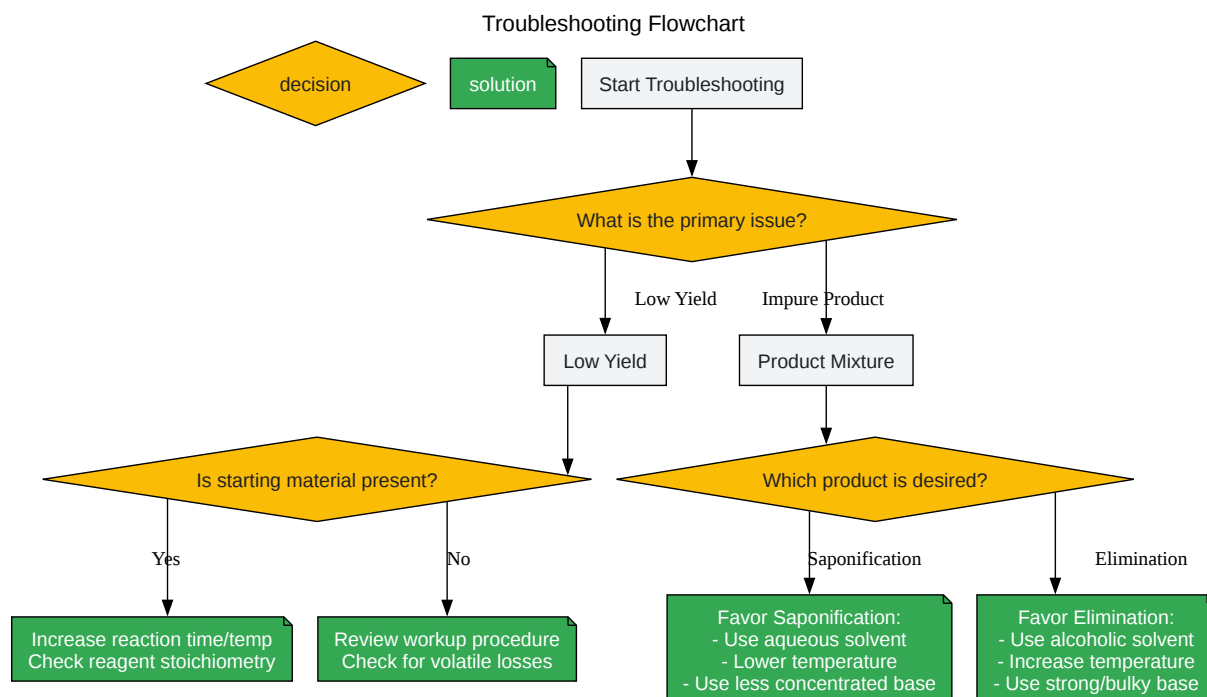 Troubleshooting Flowchart
decision
solution
Start Troubleshooting
What is the primary issue?
Low Yield
Impure Product
Low Yield
Product Mixture
Is starting material present?
Which product is desired?
Yes
No
Saponification
Elimination
Increase reaction time/temp
Check reagent stoichiometry
Review workup procedure
Check for volatile losses
Favor Saponification:
- Use aqueous solvent
- Lower temperature
- Use less concentrated base
Favor Elimination:
- Use alcoholic solvent
- Increase temperature
- Use strong/bulky base